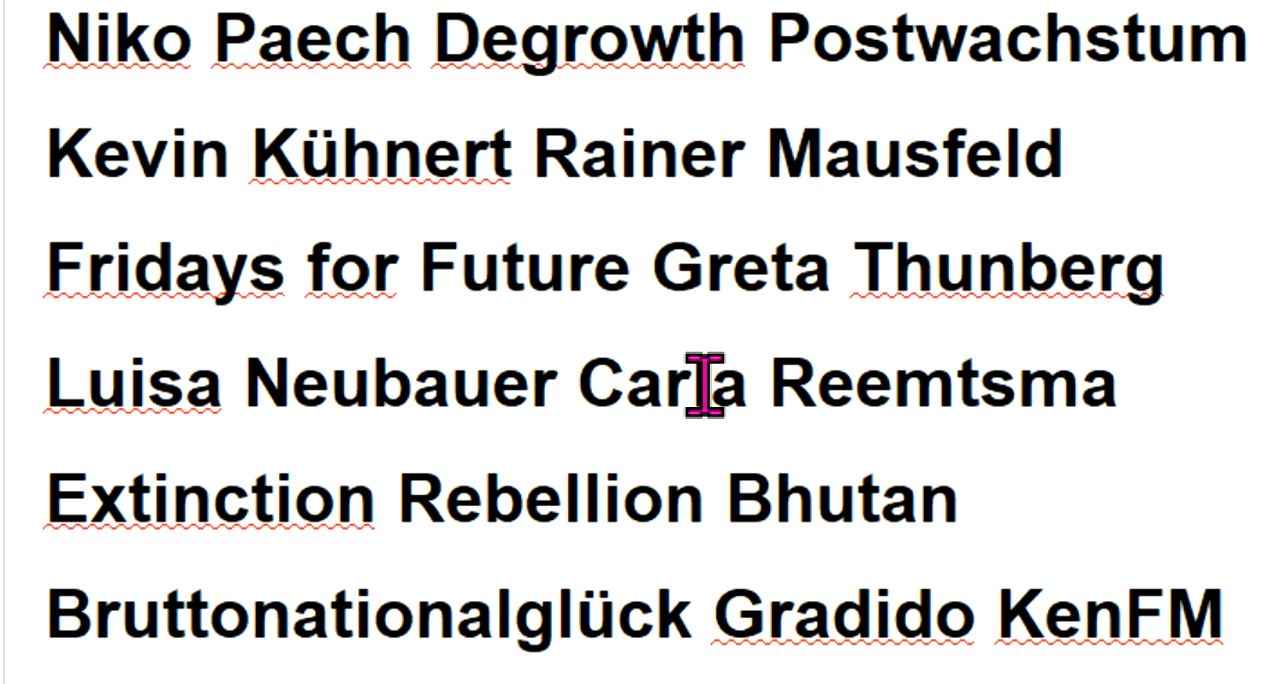 Niko Paech Degrowth Postwachstum
Kevin Kühnert Rainer Mausfeld
Fridays for Future Greta Thunberg
Luisa Neubauer Carla Reemtsma
Extinction Rebellion Bhutan
Bruttonationalglück Gradido KenFM